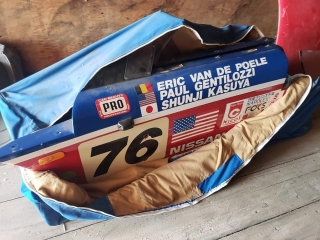 ERIC VAN DE POELE
PAUL GENTILOZZI
SHUNJI KASUYA
PRO
76
NISSAN